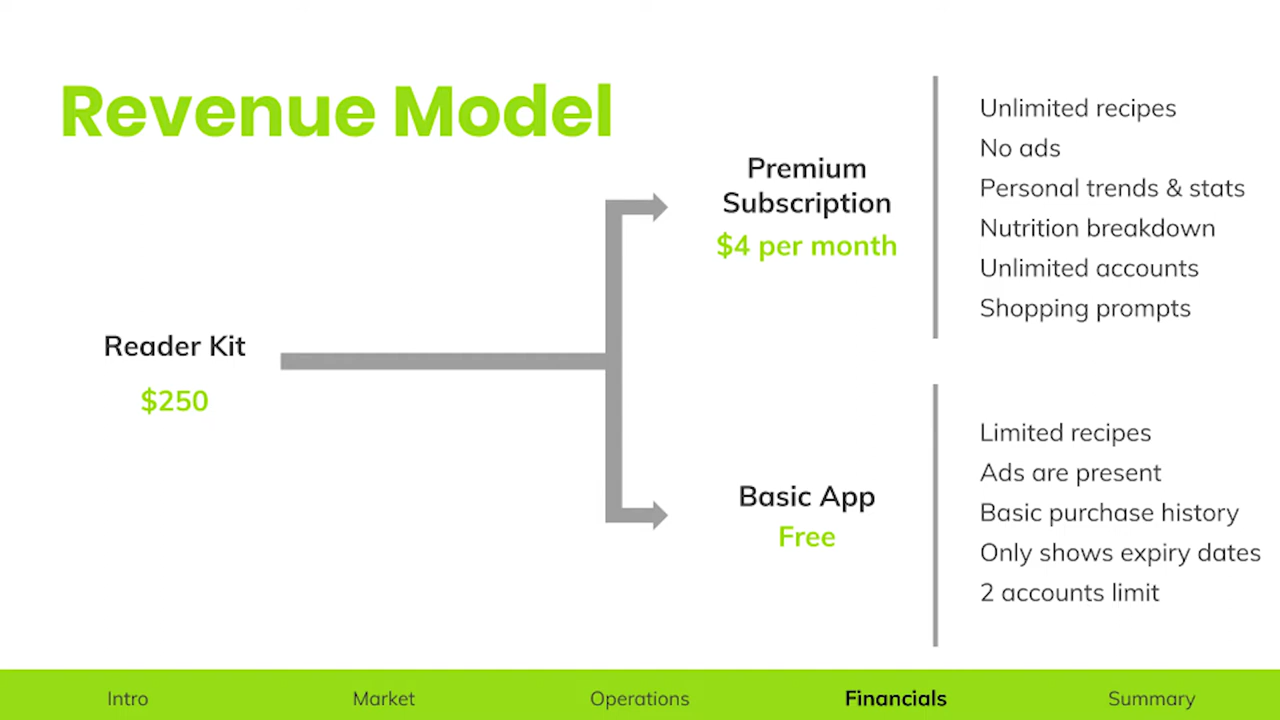 Revenue Model
Reader Kit
$250
Premium
Subscription
$4 per month
Unlimited recipes
No ads
Personal trends & stats
Nutrition breakdown
Unlimited accounts
Shopping prompts
Basic App
Free
Limited recipes
Ads are present
Basic purchase history
Only shows expiry dates
2 accounts limit
Intro
Market
Operations
Financials
Summary